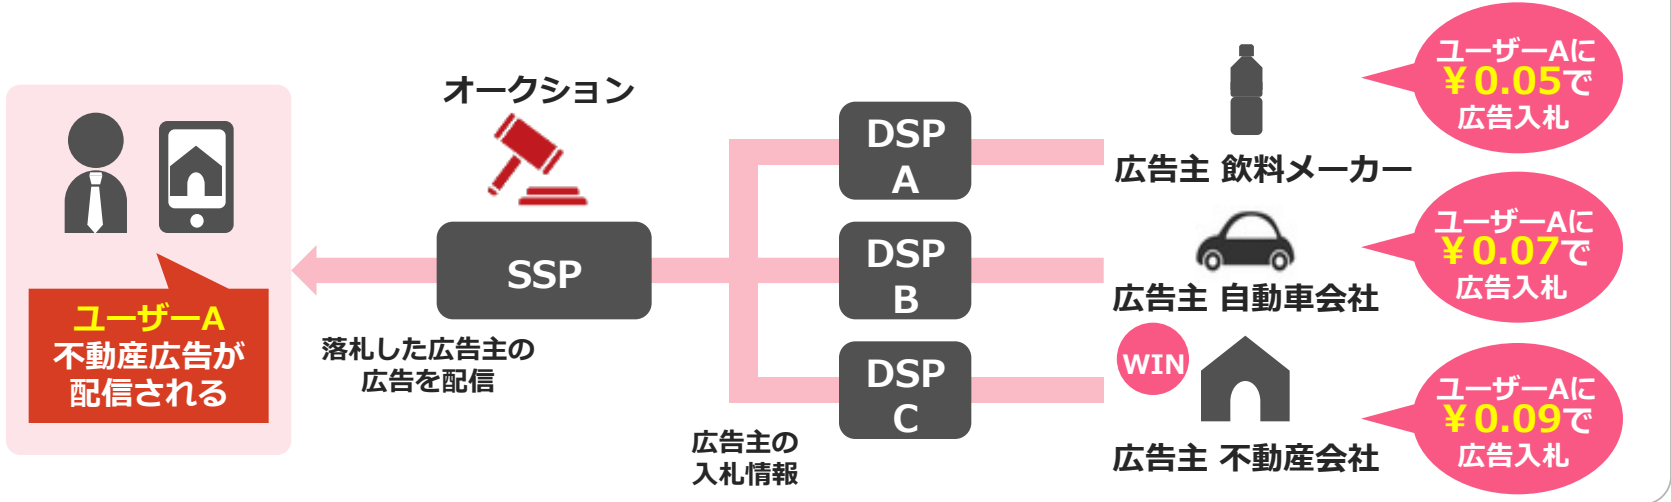 オークション
SSP
落札した広告主の
広告を配信
ユーザーA
不動産広告が
配信される
広告主の
入札情報
DSP
A
DSP
B
DSP
C
広告主 飲料メーカー
ユーザーAに
¥0.05で
広告入札
広告主 自動車会社
ユーザーAに
¥0.07で
広告入札
WIN
広告主 不動産会社
ユーザーAに
¥0.09で
広告入札